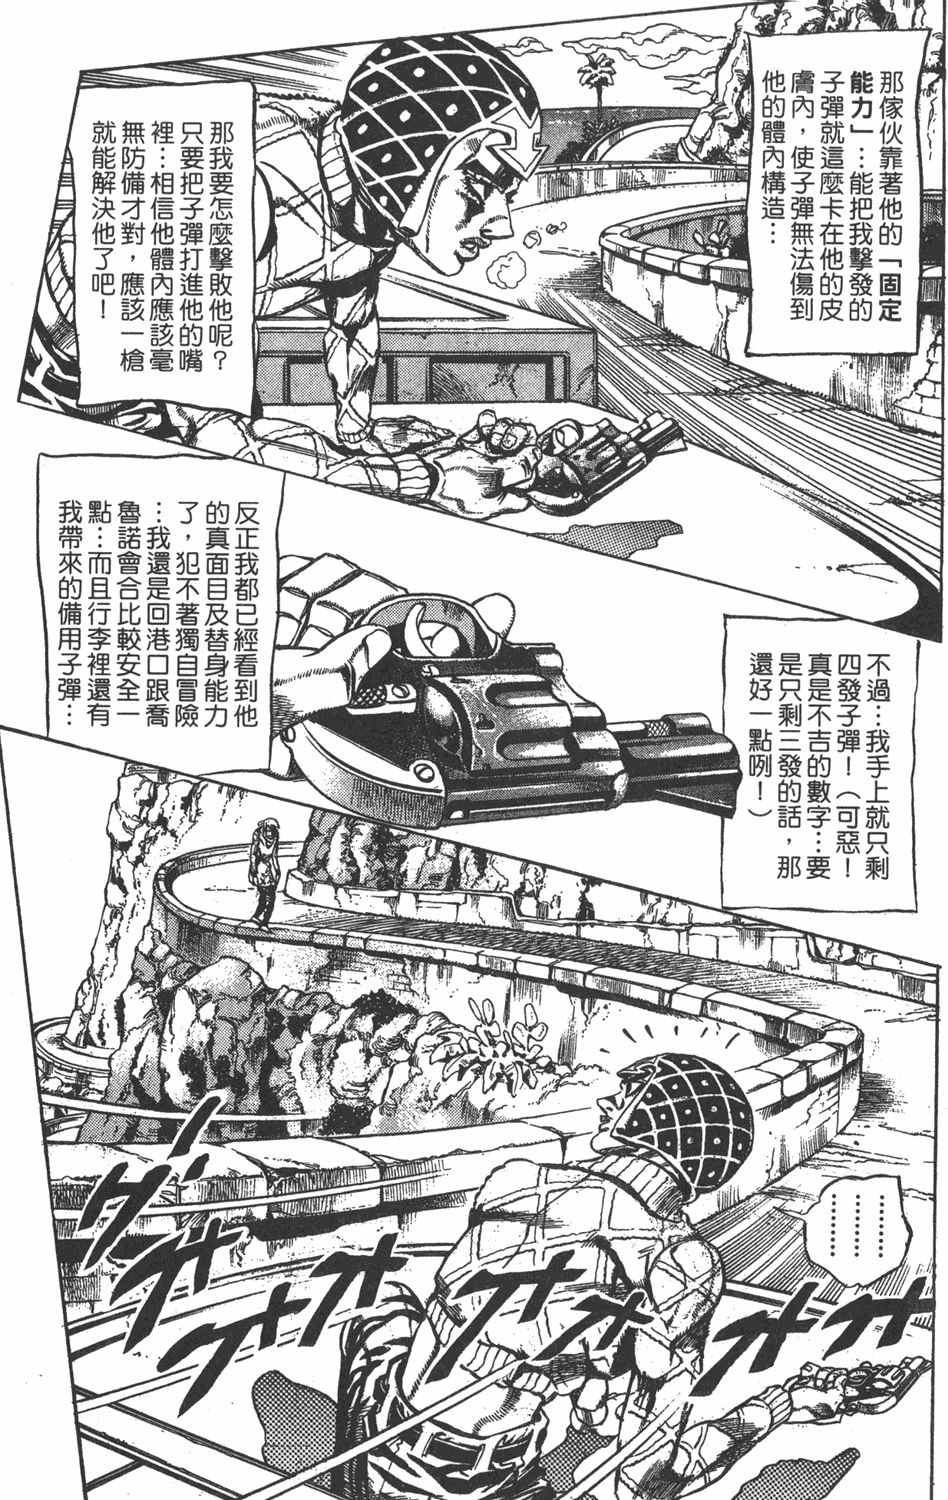 那傢伙靠著他的「固定
能力」…能把我擊發的
子彈就這麼卡在他的皮
膚內，使子彈無法傷到
他的體內構造…
那我要怎麼擊敗他呢？
只要把子彈打進他的嘴
裡…相信他體內應該毫
無防備才對，應該一槍
就能解決他了吧！
不過…我手上就只剩
四發子彈！（可惡！
真是不吉的數字…要
是只剩三發的話，那
還好一點咧！）
反正我都已經看到他
的真面目及替身能力
了，犯不著獨自冒險
…我還是回港口跟喬
魯諾會合比較安全一
點…而且行李裡還有
我帶來的備用子彈…
………
………
グオオオオオオオ